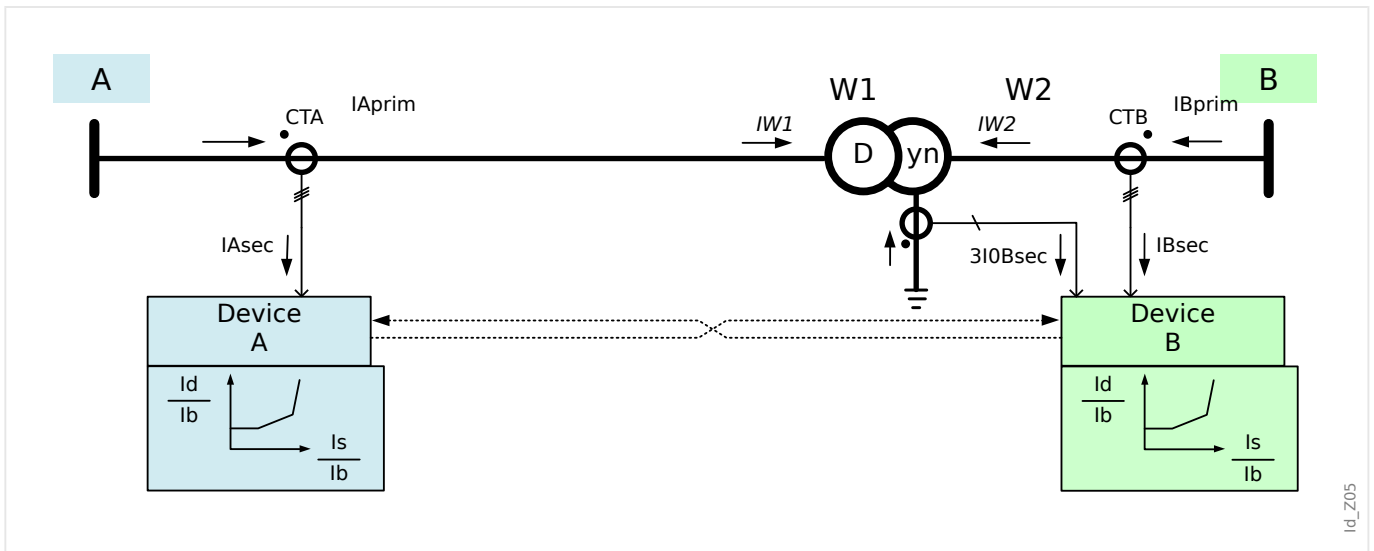 A
B
W1
W2
IAprim
IBprim
CTA
CTB
IW1
IW2
D
yn
IAsec
3I0Bsec
IBsec
Device
A
Device
B
Id
Ib
Is
Ib
Id
Ib
Is
Ib
Id_Z05